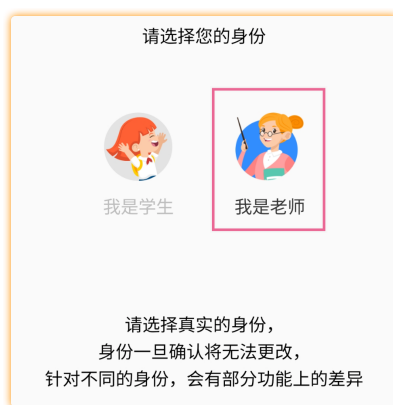 请选择您的身份
我是学生 我是老师
请选择真实的身份，
身份一旦确认将无法更改，
针对不同的身份，会有部分功能上的差异